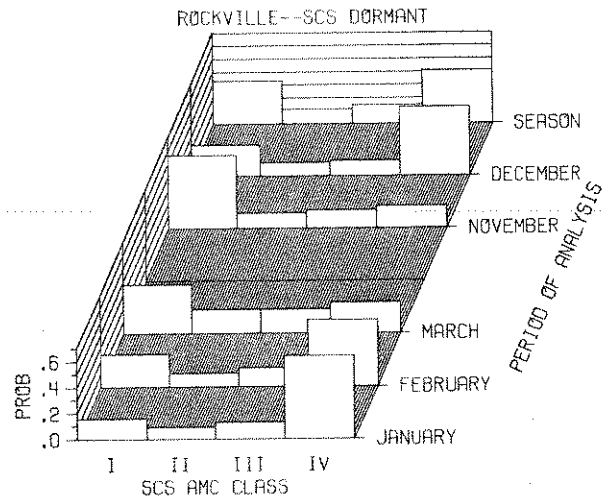 ROCKVILLE--SCS DORMANT
SEASON
DECEMBER
NOVEMBER
MARCH
FEBRUARY
JANUARY
PERIOD OF ANALYSIS
PROB
.6
.4
.2
.0
I II III IV
SCS AMC CLASS